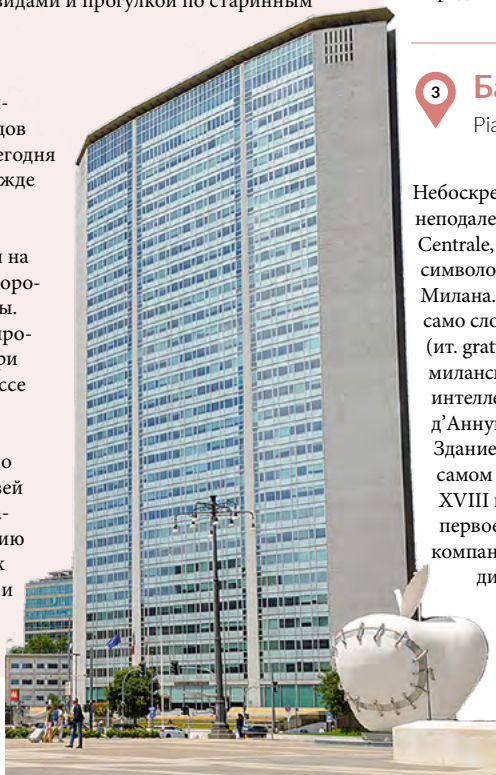 видами и прогулкой по старинным
дов
егодня
жде
на
оро-
ы.
про-
ри
ссе
о
вей
ию
х
и
3
Ба
Pia
Небоскре
неподале
Centrale,
символо
Милана.
само сло
(ит. grat
миланск
интелле
д’Анну
Здание
самом
XVIII
первое
компан
ди